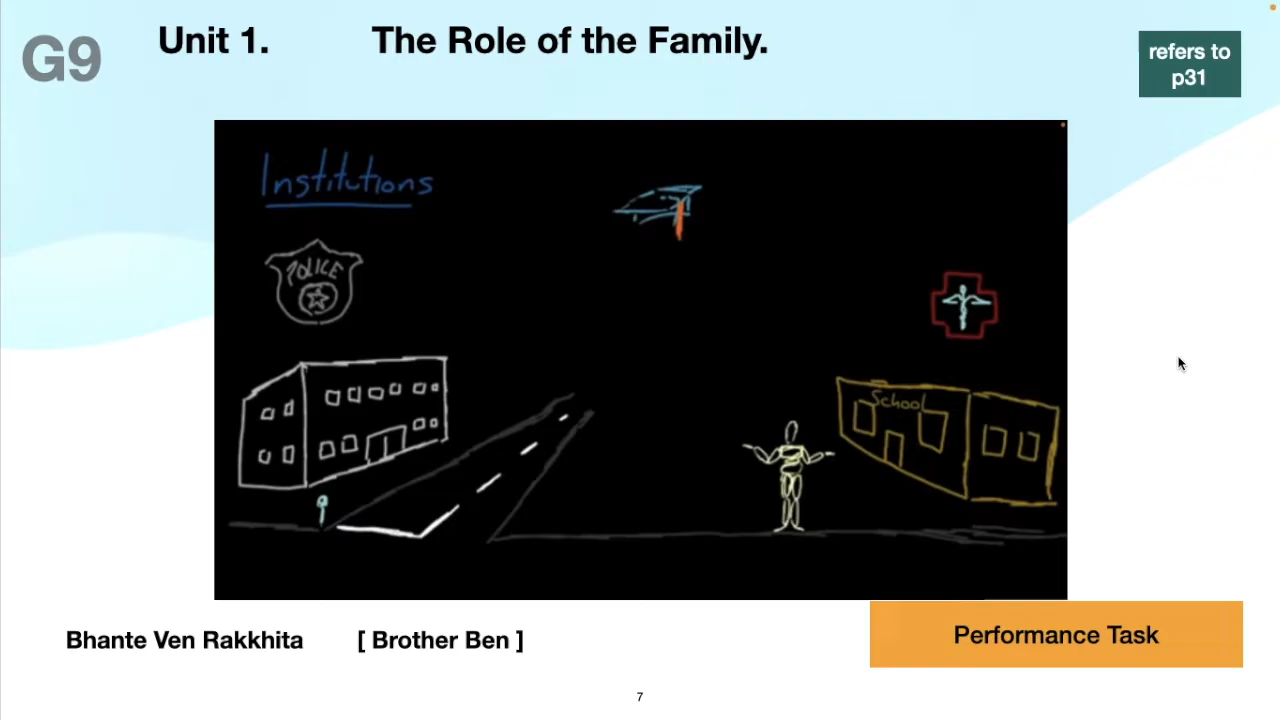 G9
Unit 1. The Role of the Family.
refers to
p31
Institutions
POLICE
School
Bhante Ven Rakkhita [ Brother Ben ]
Performance Task
7